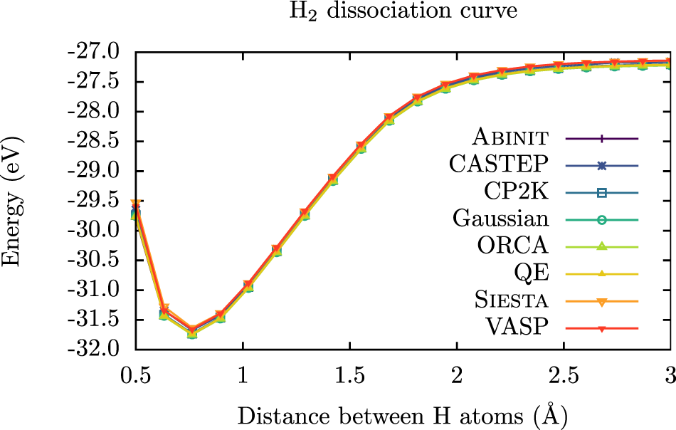 H₂ dissociation curve
-27.0
-27.5
-28.0
-28.5
-29.0
-29.5
-30.0
-30.5
-31.0
-31.5
-32.0
Energy (eV)
ABINIT
CASTEP
CP2K
Gaussian
ORCA
QE
SIESTA
VASP
0.5 1 1.5 2 2.5 3
Distance between H atoms (Å)